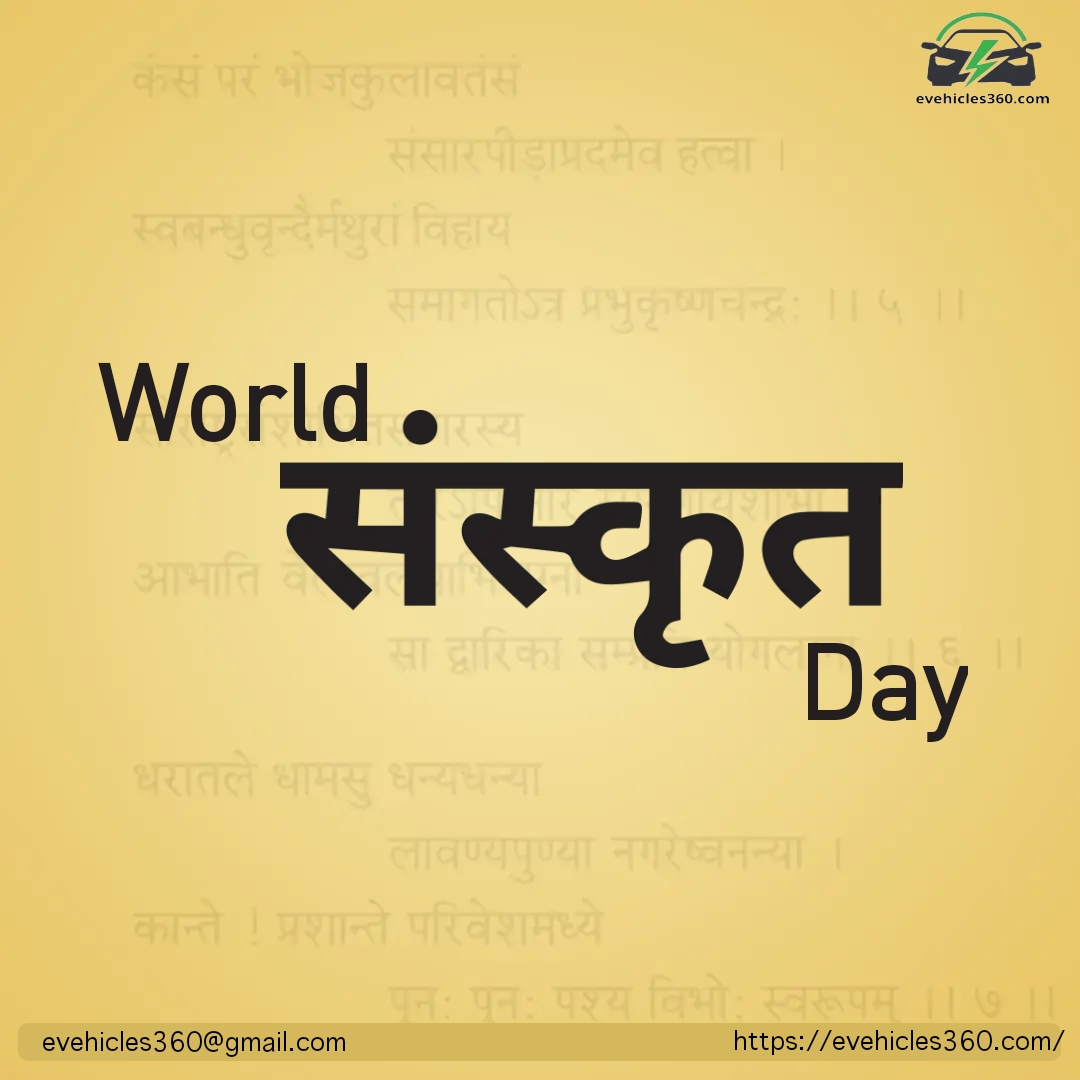 evehicles360.com
कंसं परं भोजकुलावतंसं
संसारपीड़ाप्रदमेव हत्वा ।
स्वबन्धुवृन्दैर्मथुरां विहाय
समागतोऽत्र प्रभुकृष्णचन्द्रः ।। ५ ।।
World
संस्कृत
आभाति
सा द्वारिका ।। ६ ।।
Day
धरातले धामसु धन्यधन्या
लावण्यपुण्या नगरेष्वनन्या ।
कान्ते ! प्रशान्ते परिवेशमध्ये
पुनः पुनः पश्य विभोः स्वरूपम् ।। ७ ।।
evehicles360@gmail.com
https://evehicles360.com/